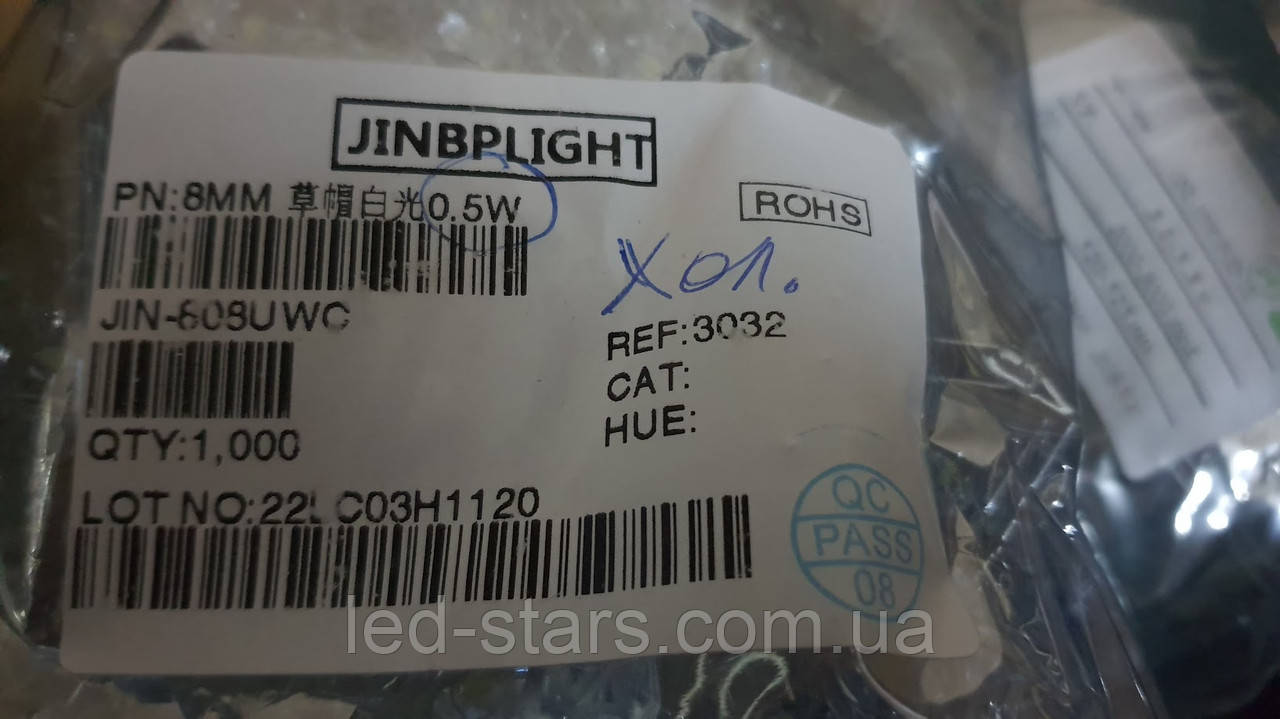 JINBPLIGHT
PN:8MM 草帽白光0.5W
ROHS
хол.
JIN-808UWC
REF:3032
CAT:
HUE:
QTY:1,000
LOT NO:22LC03H1120
QC
PASS
08
led-stars.com.ua